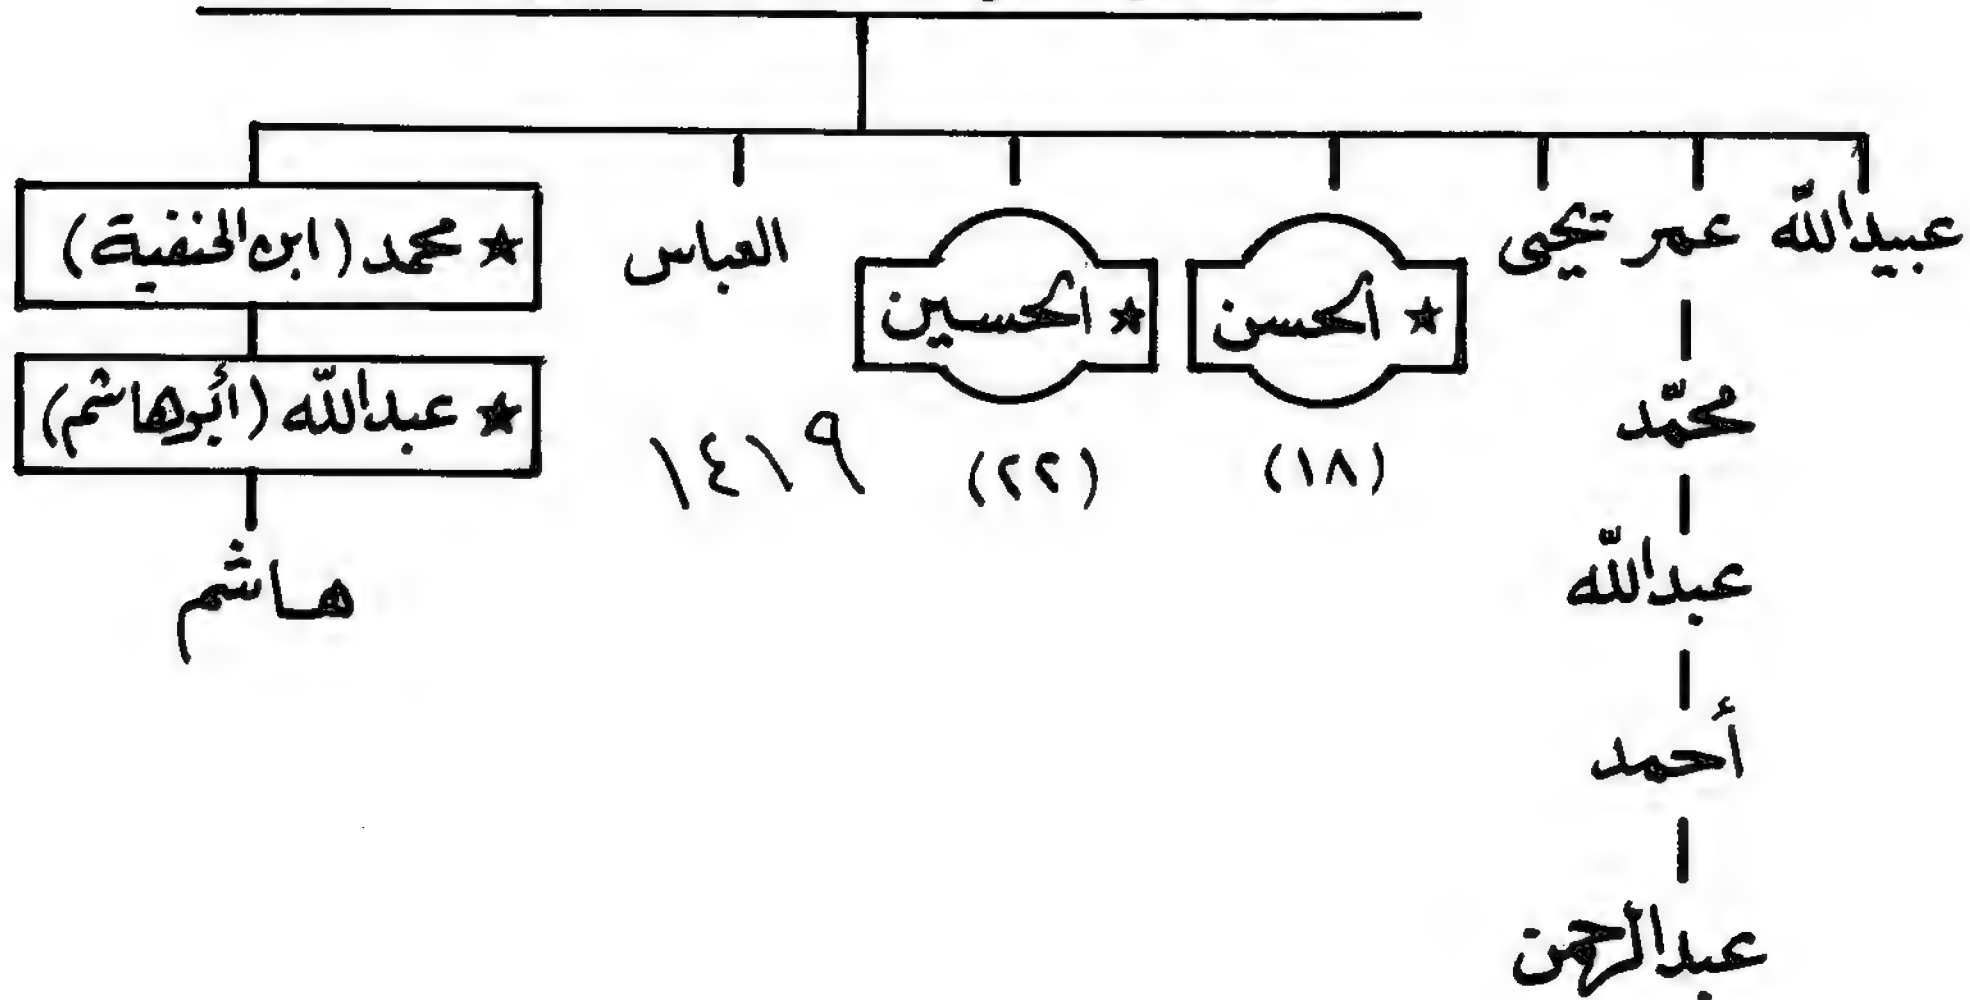 عبيدالله عمر يحيى العباس ★ محمد (ابن الحنفية)
★ الحسن ★ الحسين
محمّد ★ عبدالله (أبوهاشم)
(١٨) (٢٢) ١٤١٩
عبدالله هاشم
أحمد
عبدالرحمن